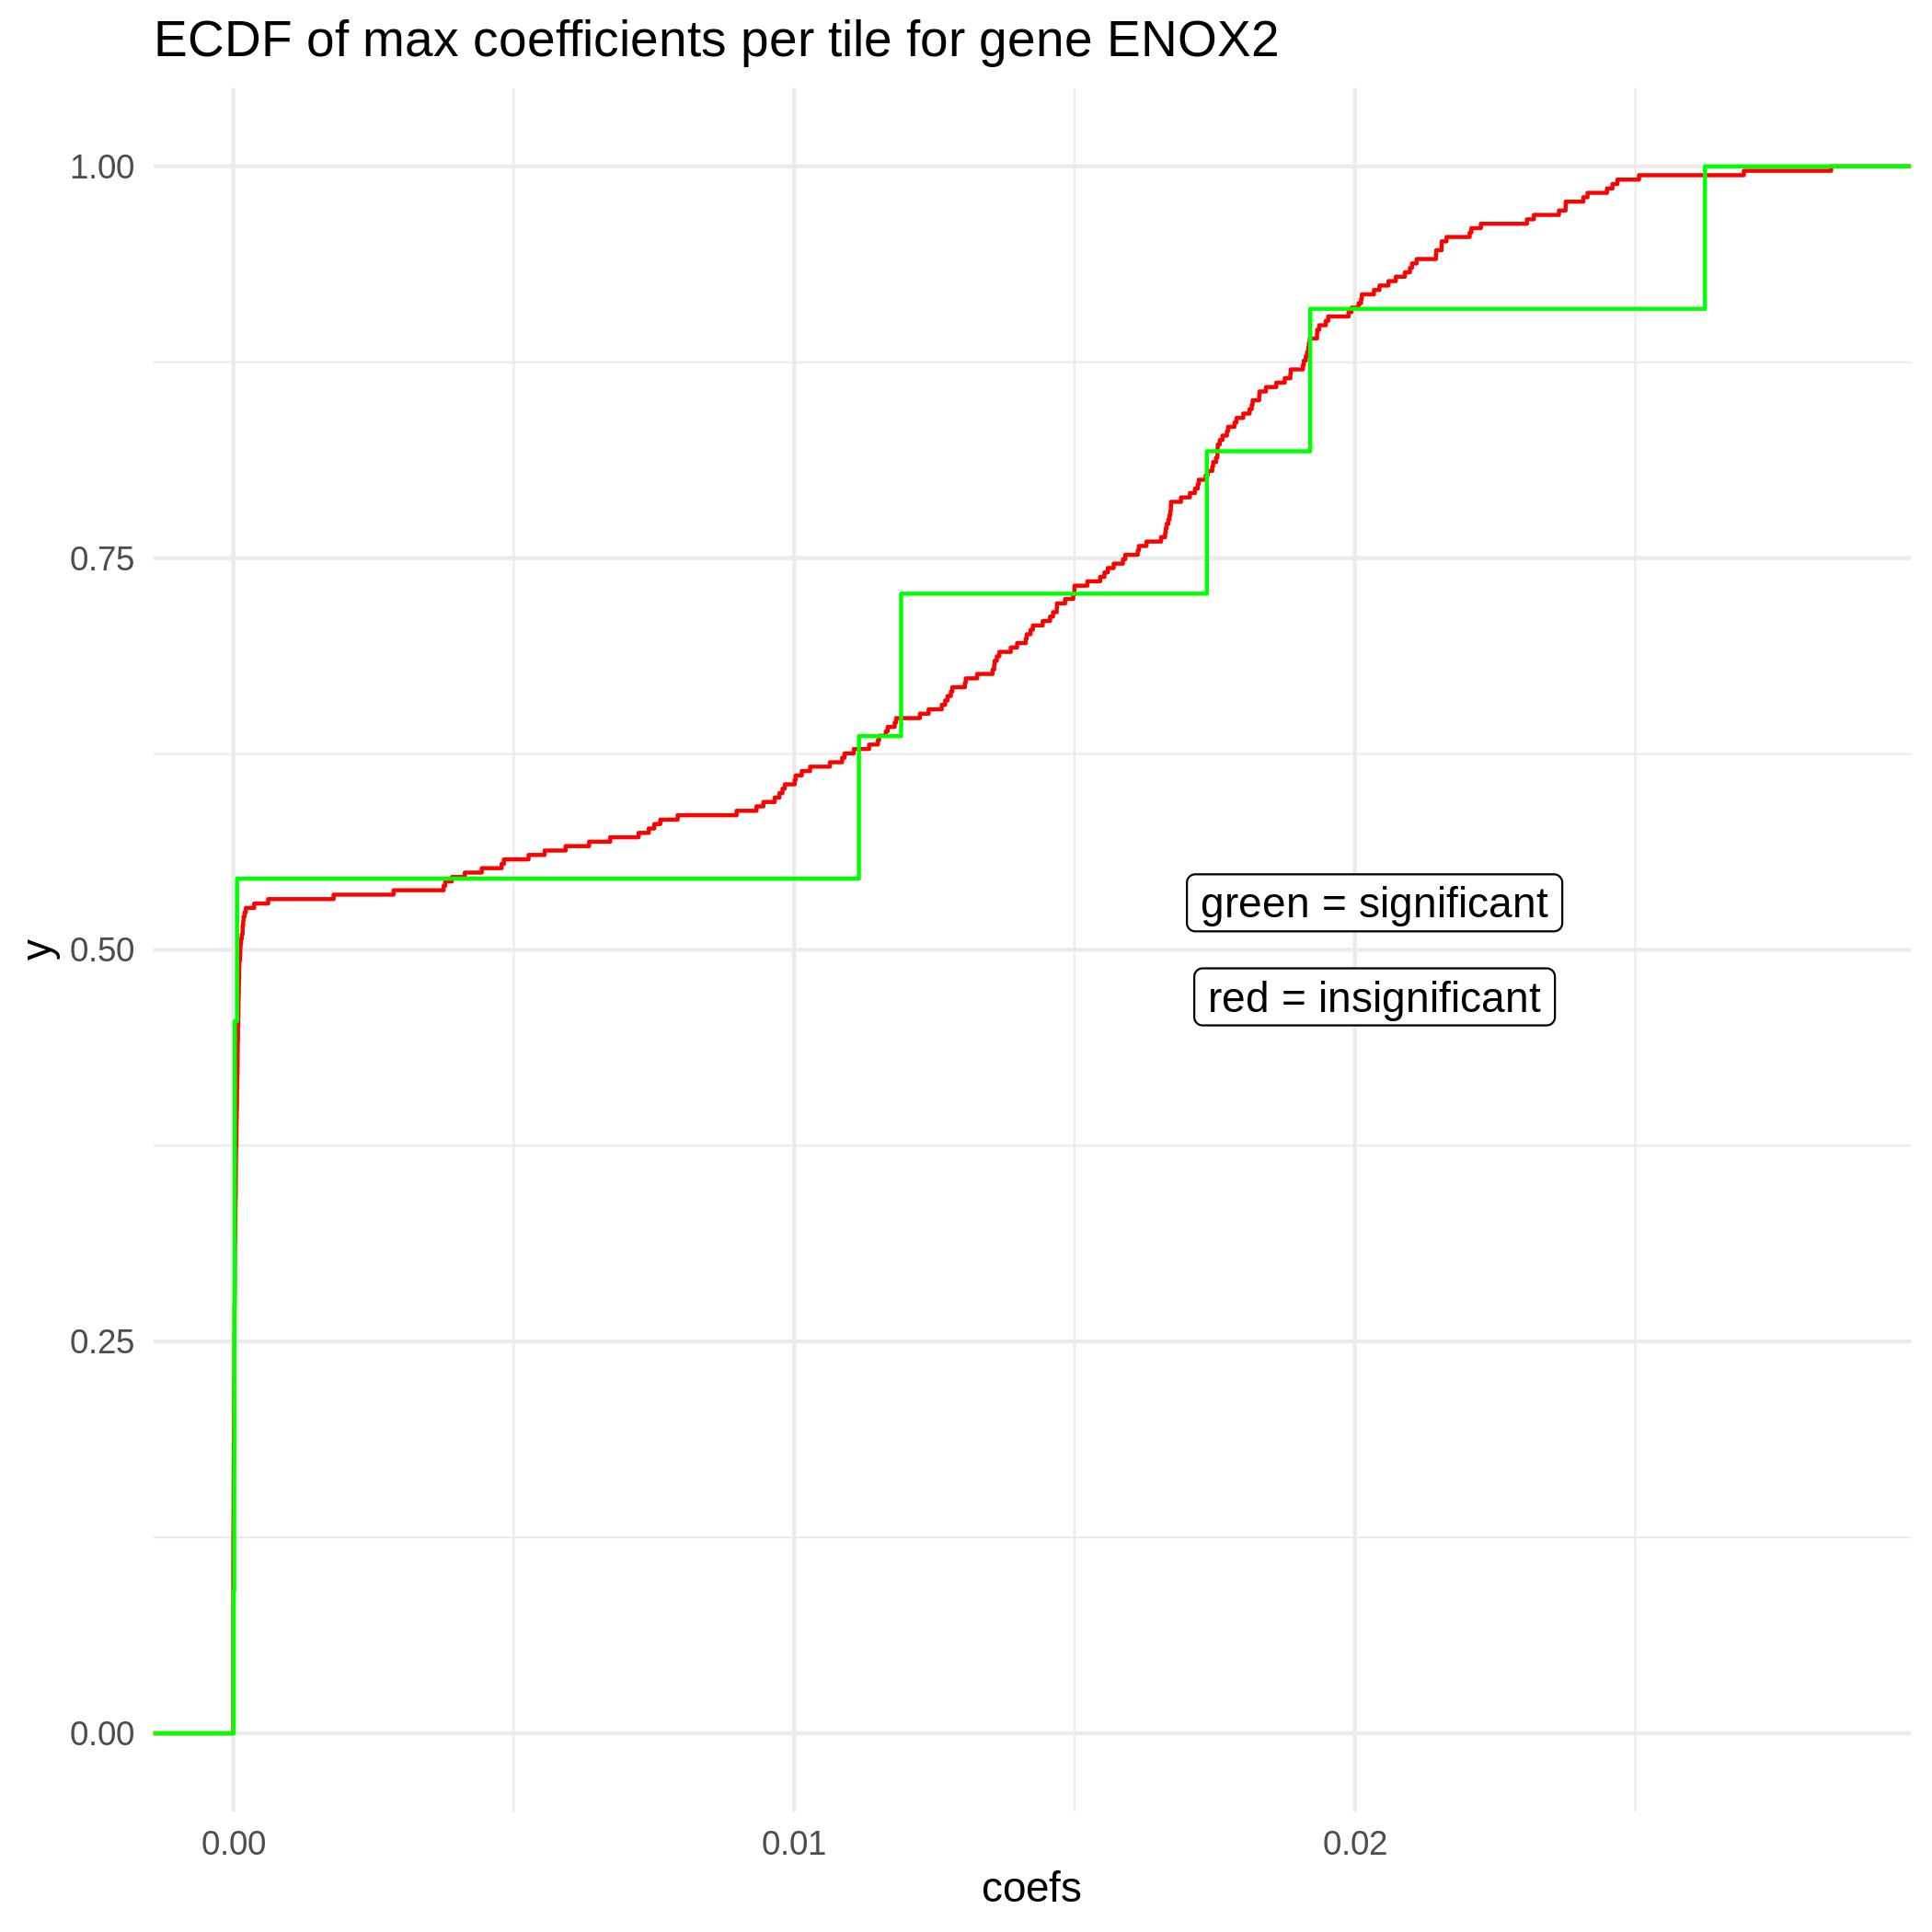 ECDF of max coefficients per tile for gene ENOX2
1.00
0.75
0.50
0.25
0.00
y
green = significant
red = insignificant
0.00
0.01
0.02
coefs